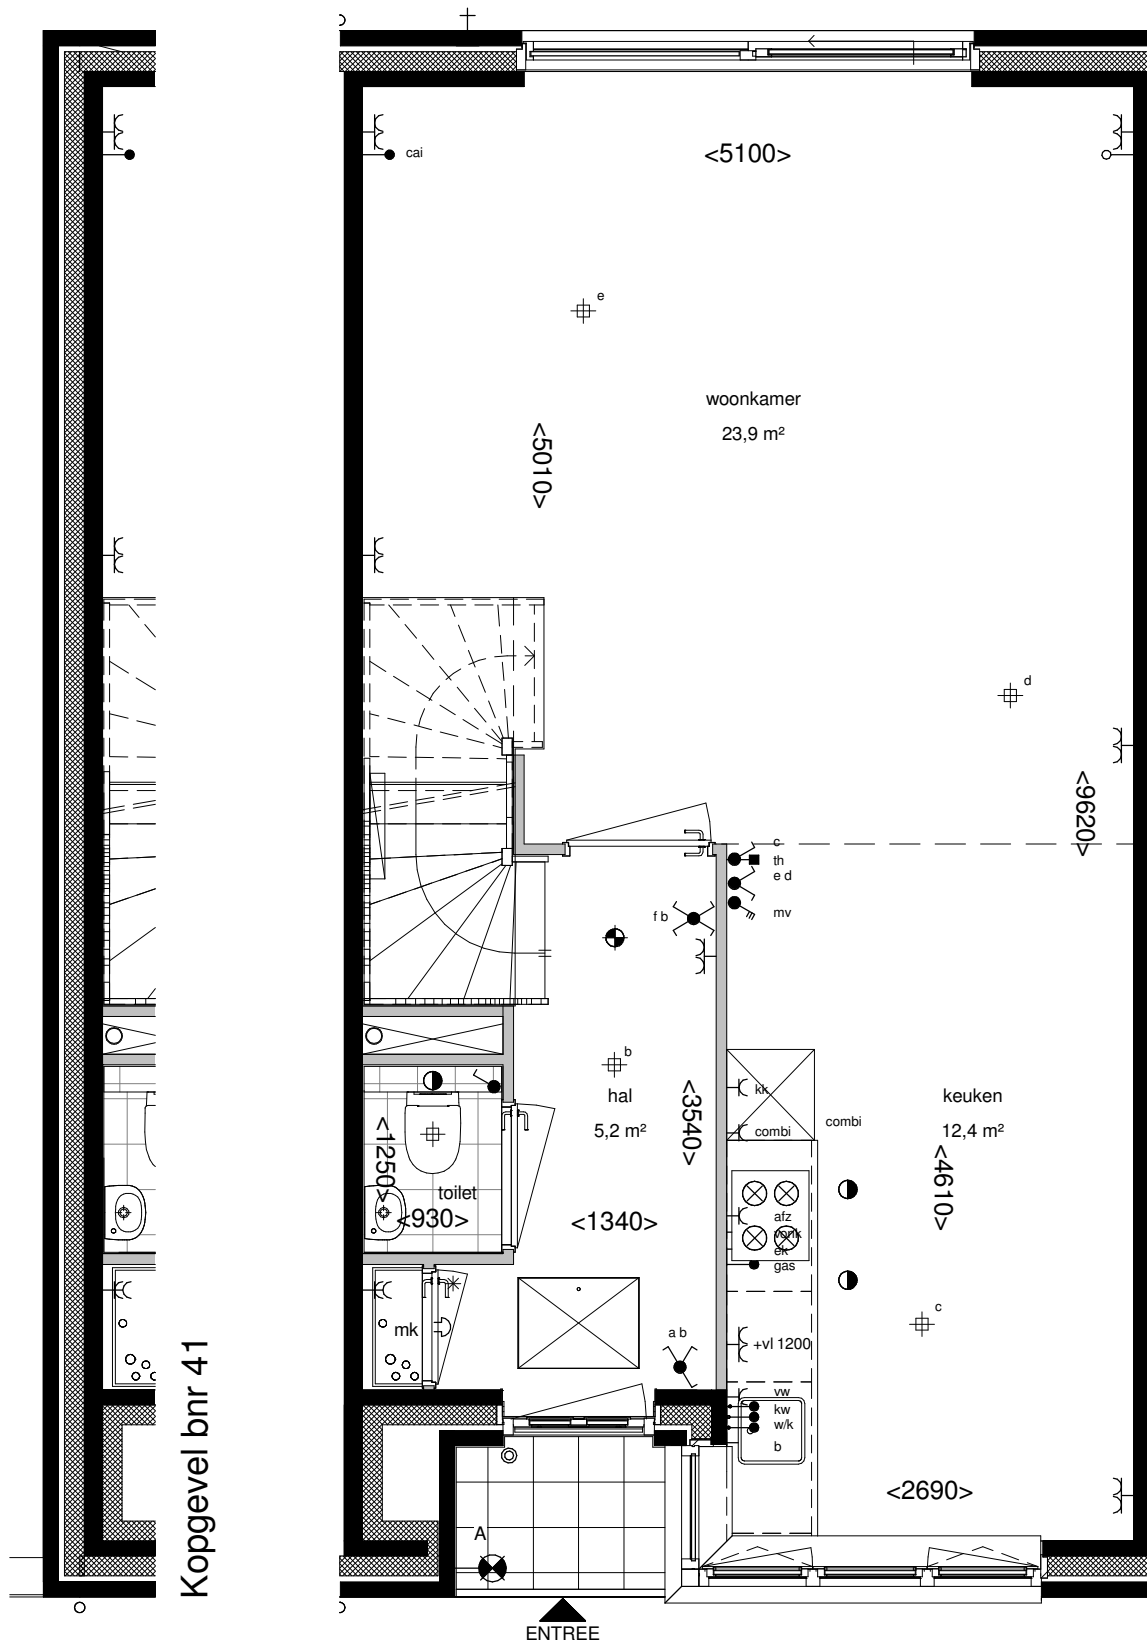 cai
<5100>
e
woonkamer
23,9 m²
<5010>
d
<9620>
c
th
e d
mv
f b
b
hal
5,2 m²
<3540>
kk
combi
combi
keuken
12,4 m²
<4610>
<1250>
toilet
<930>
<1340>
afz
vonk
ek
gas
c
mk
a b
+vl 1200
vw
kw
w/k
b
<2690>
A
ENTREE
Kopgevel bnr 41